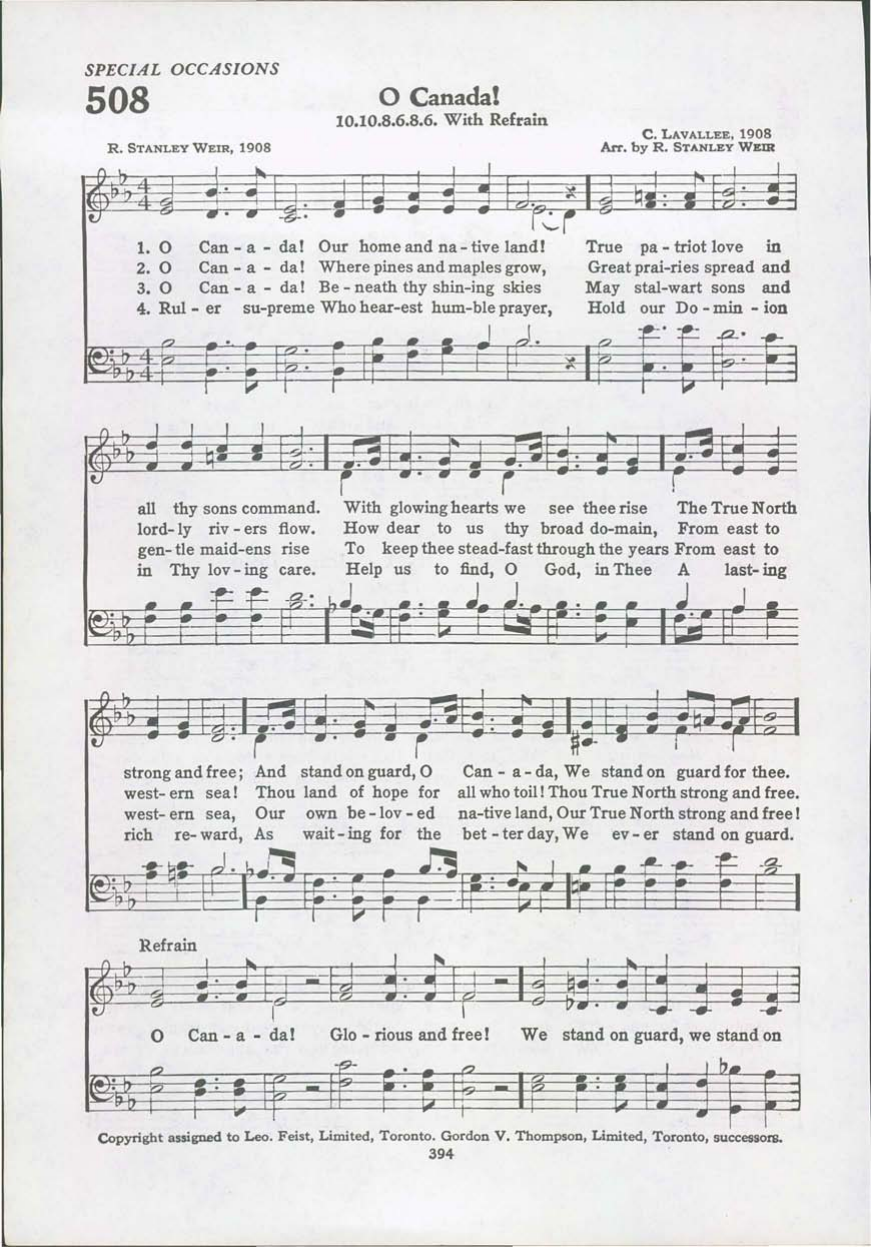 SPECIAL OCCASIONS
508
O Canada!
10.10.8.6.8.6. With Refrain
R. STANLEY WEIR, 1908
C. LAVALLEE, 1908
Arr. by R. STANLEY WEIR
1. O Can - a - da! Our home and na - tive land! True pa - triot love in
2. O Can - a - da! Where pines and maples grow, Great prai-ries spread and
3. O Can - a - da! Be - neath thy shin-ing skies May stal-wart sons and
4. Rul - er su-preme Who hear-est hum-ble prayer, Hold our Do - min - ion
all thy sons command. With glowing hearts we see thee rise The True North
lord- ly riv - ers flow. How dear to us thy broad do-main, From east to
gen- tle maid-ens rise To keep thee stead-fast through the years From east to
in Thy lov - ing care. Help us to find, O God, in Thee A last-ing
strong and free; And stand on guard, O Can - a - da, We stand on guard for thee.
west- ern sea! Thou land of hope for all who toil! Thou True North strong and free.
west- ern sea, Our own be - lov - ed na-tive land, Our True North strong and free!
rich re- ward, As wait - ing for the bet - ter day, We ev - er stand on guard.
Refrain
O Can - a - da! Glo - rious and free! We stand on guard, we stand on
Copyright assigned to Leo. Feist, Limited, Toronto. Gordon V. Thompson, Limited, Toronto, successors.
394